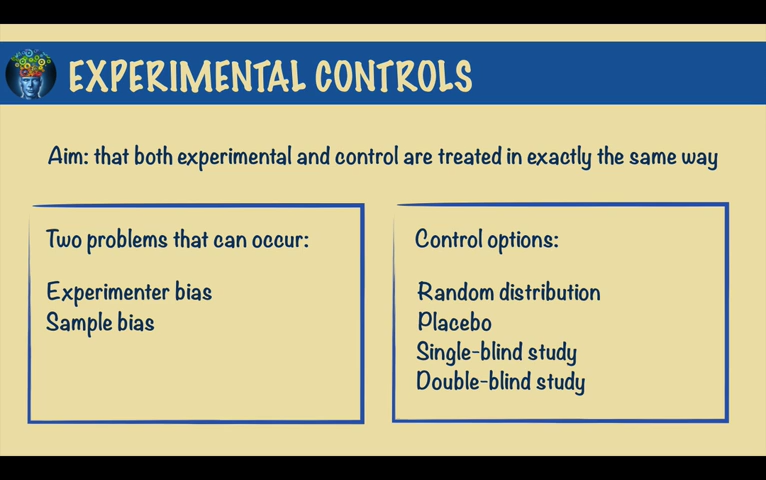 EXPERIMENTAL CONTROLS
Aim: that both experimental and control are treated in exactly the same way
Two problems that can occur:
Experimenter bias
Sample bias
Control options:
Random distribution
Placebo
Single-blind study
Double-blind study